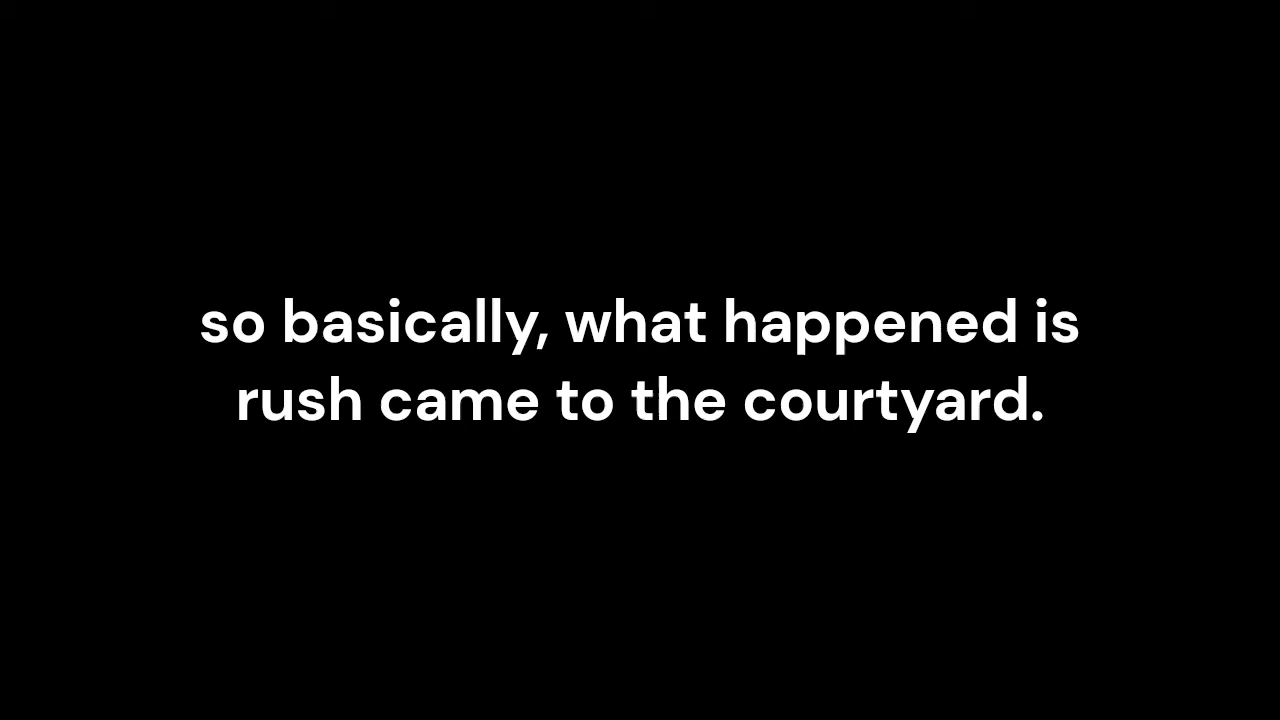 so basically, what happened is
rush came to the courtyard.